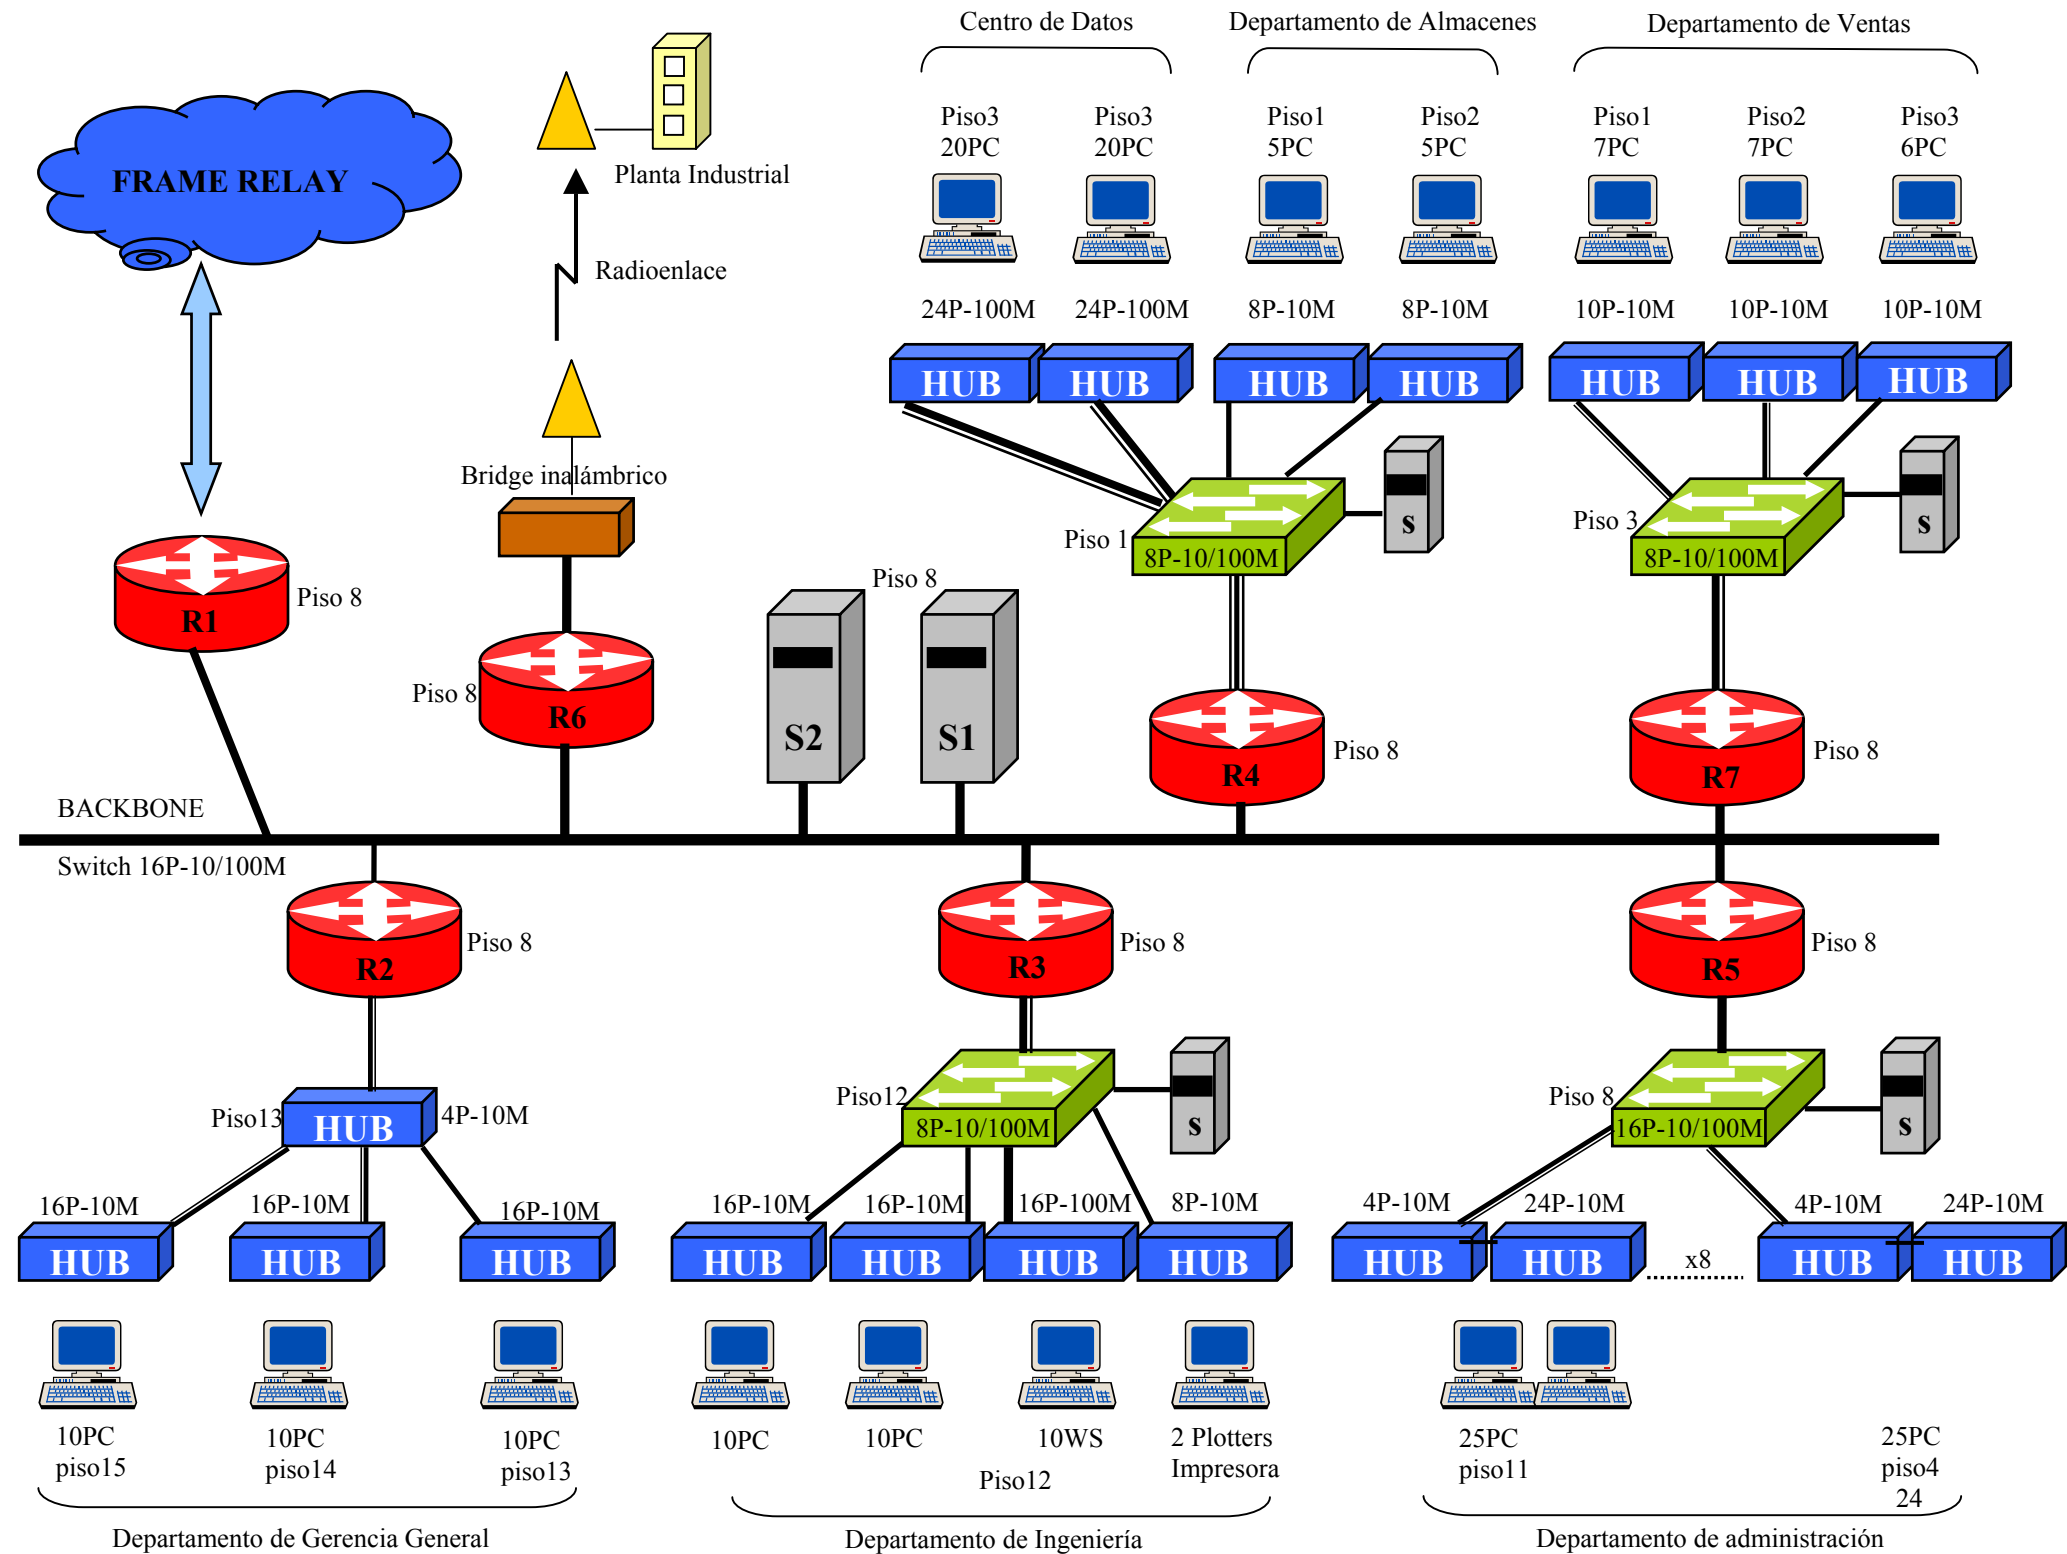 Centro de Datos
Departamento de Almacenes
Departamento de Ventas
Piso3
20PC
Piso3
20PC
Piso1
5PC
Piso2
5PC
Piso1
7PC
Piso2
7PC
Piso3
6PC
FRAME RELAY
Planta Industrial
Radioenlace
24P-100M
24P-100M
8P-10M
8P-10M
10P-10M
10P-10M
10P-10M
HUB
HUB
HUB
HUB
HUB
HUB
HUB
Bridge inalámbrico
Piso 1
8P-10/100M
s
Piso 3
8P-10/100M
s
R1
Piso 8
Piso 8
R6
Piso 8
S2
S1
R4
Piso 8
R7
Piso 8
BACKBONE
Switch 16P-10/100M
R2
Piso 8
R3
Piso 8
R5
Piso 8
Piso13
HUB
4P-10M
Piso12
8P-10/100M
s
Piso 8
16P-10/100M
s
16P-10M
16P-10M
16P-10M
16P-10M
16P-10M
16P-100M
8P-10M
4P-10M
24P-10M
4P-10M
24P-10M
HUB
HUB
HUB
HUB
HUB
HUB
HUB
HUB
HUB
x8
HUB
HUB
10PC
piso15
10PC
piso14
10PC
piso13
10PC
10PC
10WS
2 Plotters
Impresora
Piso12
25PC
piso11
25PC
piso4
24
Departamento de Gerencia General
Departamento de Ingeniería
Departamento de administración